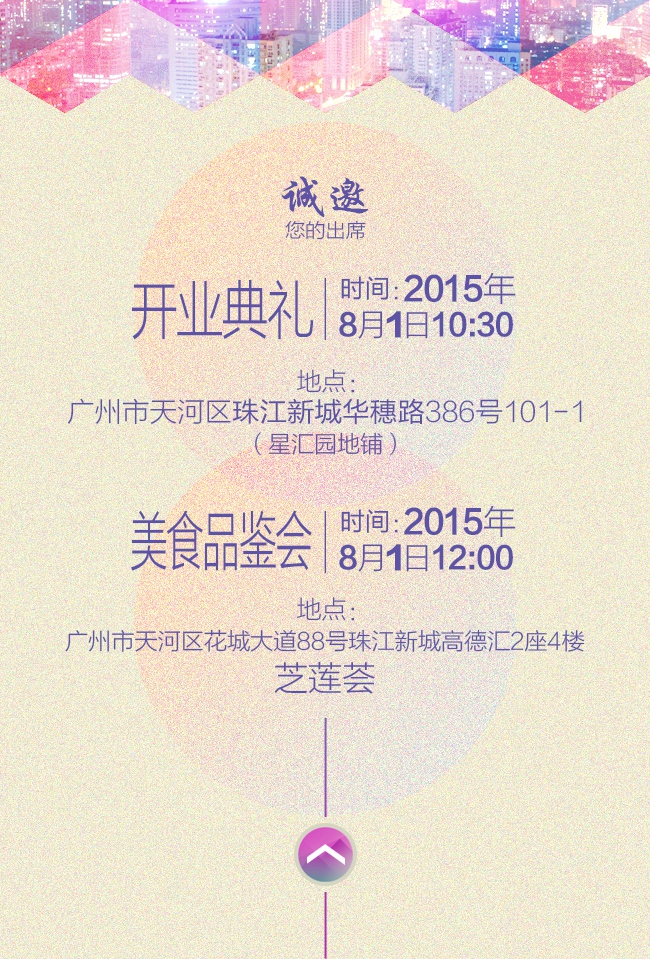 诚邀
您的出席
开业典礼
时间:2015年
8月1日10:30
地点:
广州市天河区珠江新城华穗路386号101-1
(星汇园地铺)
美食品鉴会
时间:2015年
8月1日12:00
地点:
广州市天河区花城大道88号珠江新城高德汇2座4楼
芝莲荟